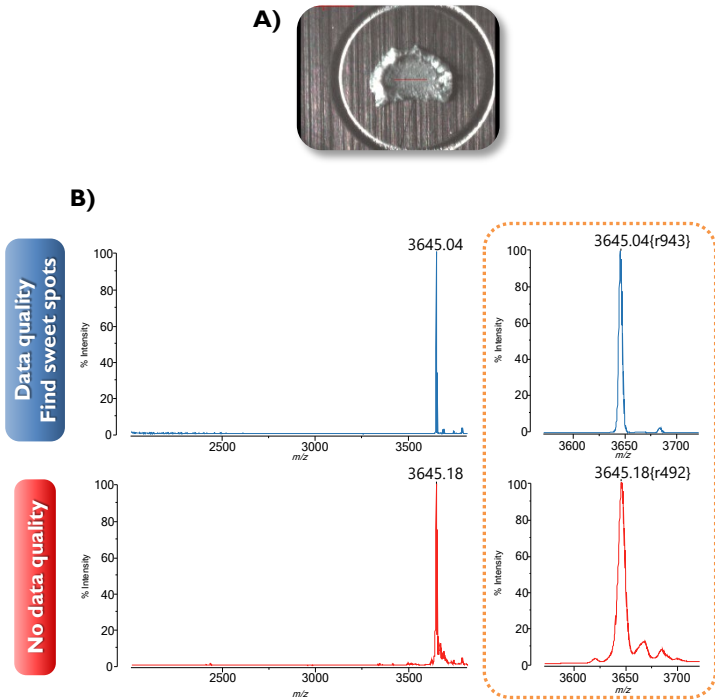 A)
B)
Data quality
Find sweet spots
3645.04
100
80
60
40
20
0
% Intensity
2500
3000
3500
m/z
3645.04{r943}
100
80
60
40
20
0
% Intensity
3600
3650
3700
m/z
No data quality
3645.18
100
80
60
40
20
0
% Intensity
2500
3000
3500
m/z
3645.18{r492}
100
80
60
40
20
0
% Intensity
3600
3650
3700
m/z